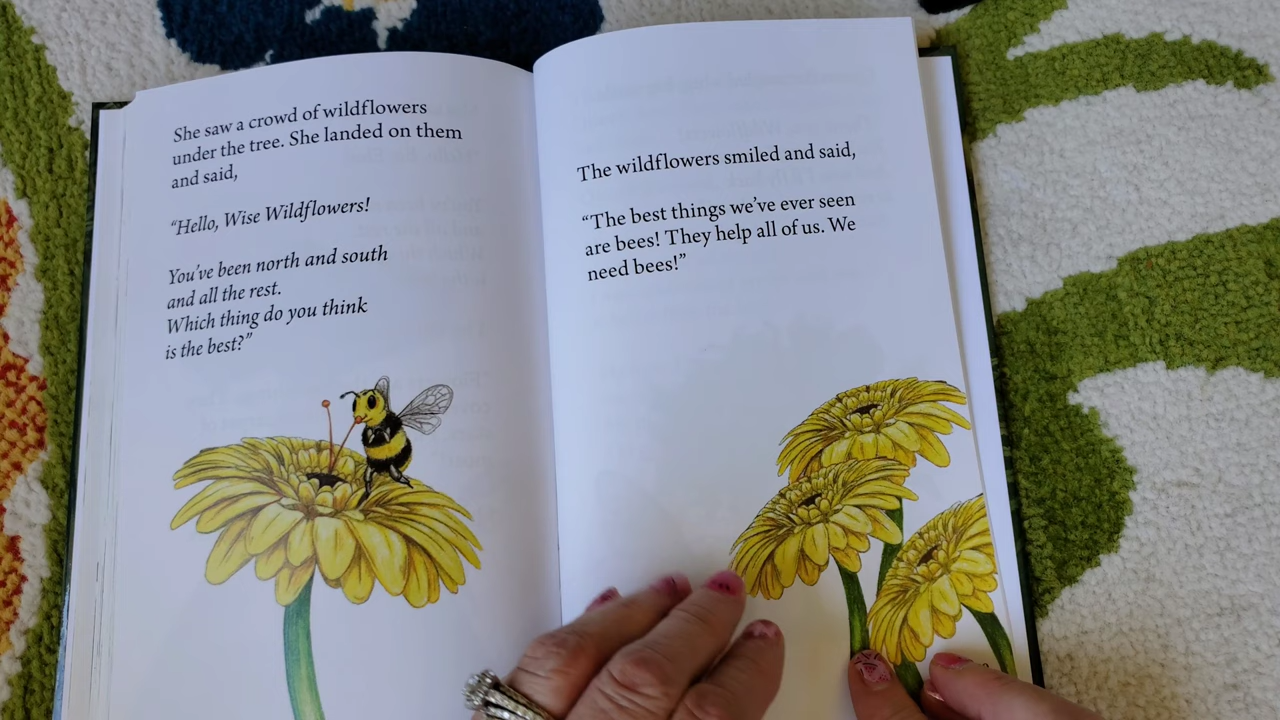 She saw a crowd of wildflowers
under the tree. She landed on them
and said,
“Hello, Wise Wildflowers!
You’ve been north and south
and all the rest.
Which thing do you think
is the best?”
The wildflowers smiled and said,
“The best things we’ve ever seen
are bees! They help all of us. We
need bees!”